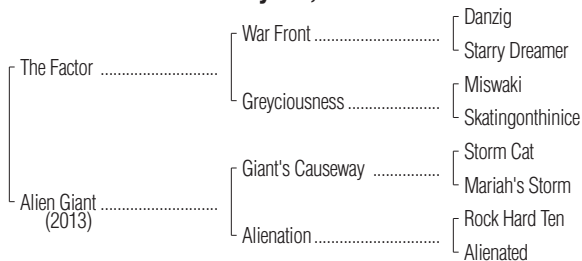 Danzig
War Front
Starry Dreamer
The Factor
Miswaki
Greyciousness
Skatingonthinice
Storm Cat
Giant's Causeway
Mariah's Storm
Alien Giant
(2013)
Rock Hard Ten
Alienation
Alienated